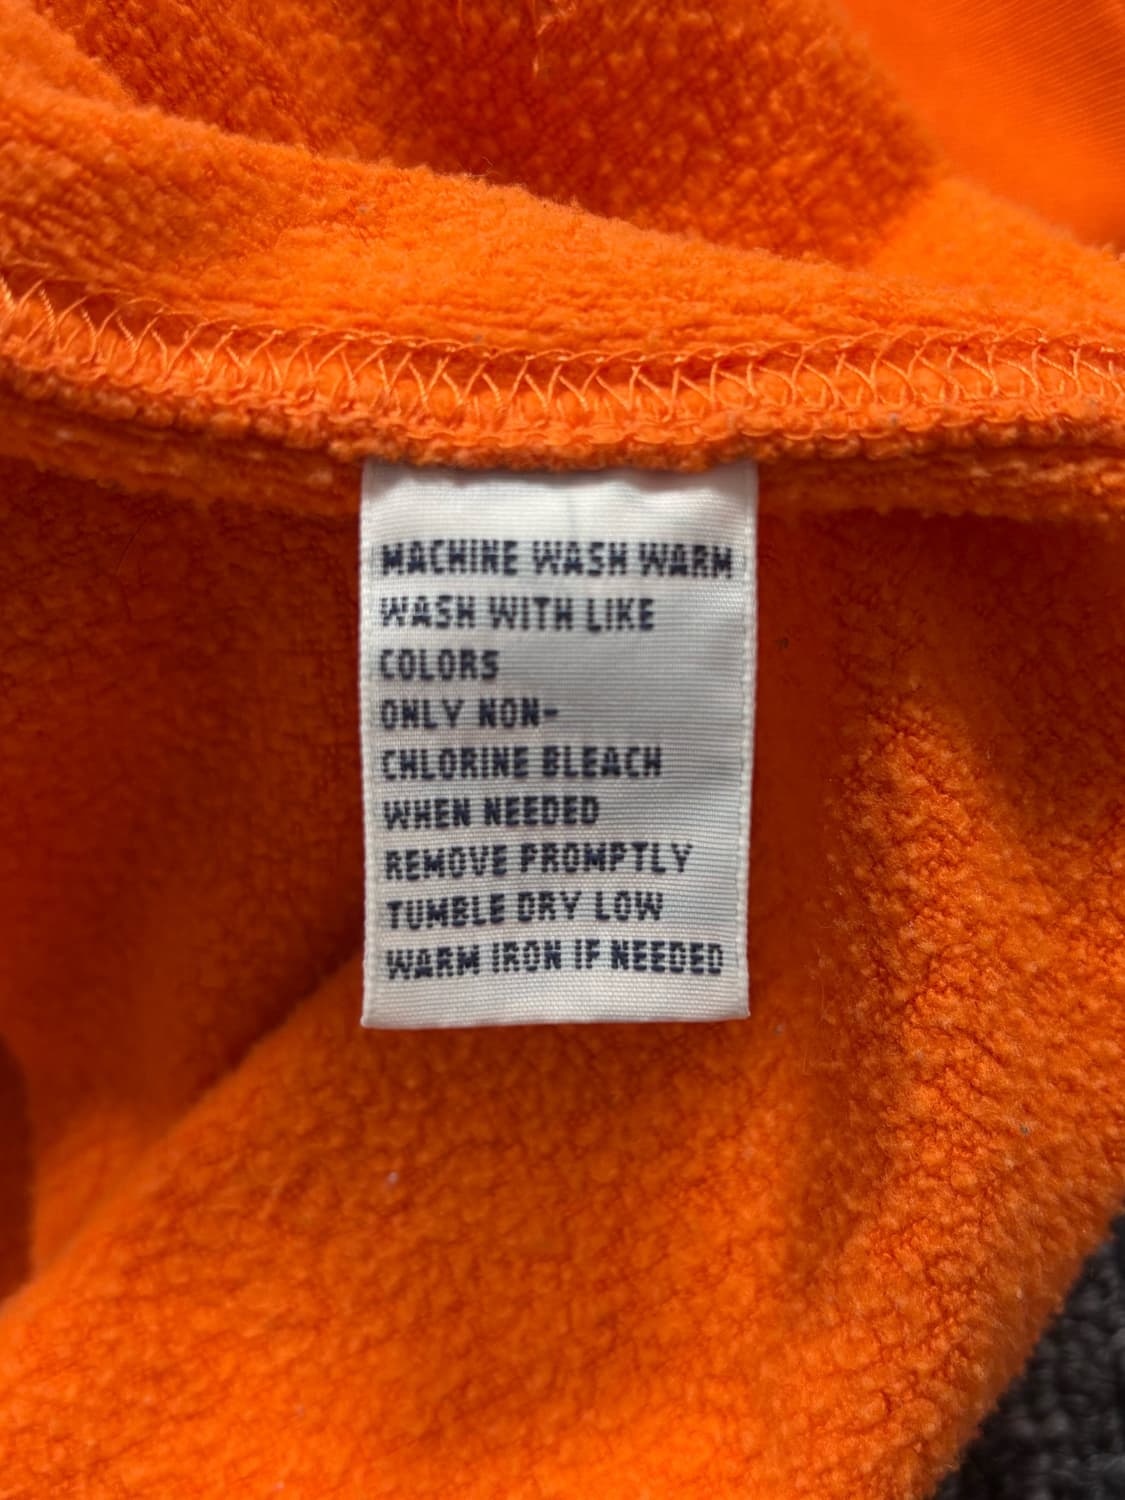 MACHINE WASH WARM
WASH WITH LIKE
COLORS
ONLY NON-
CHLORINE BLEACH
WHEN NEEDED
REMOVE PROMPTLY
TUMBLE DRY LOW
WARM IRON IF NEEDED